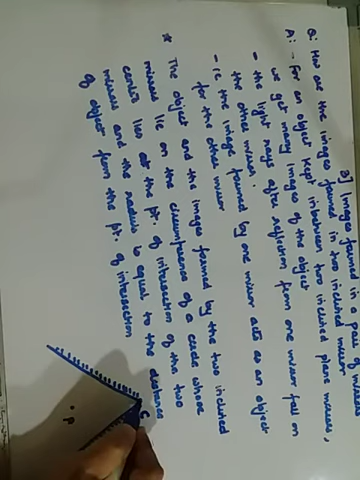 3] Images formed in a pair of
Q: How are the images formed in two inclined mirror
A: - For an object kept inbetween two inclined plane mirrors,
we get many images of the object
- the light rays after reflection from one mirror fall on
the other mirror.
- ie the image formed by one mirror acts as an object
for the other mirror
* The object and the images formed by the two inclined
mirrors lie on the circumference of a circle whose
centre lies at the pt. of intersection of the two
mirrors and the radius is equal to the distance
of object from the pt. of intersection
C
P